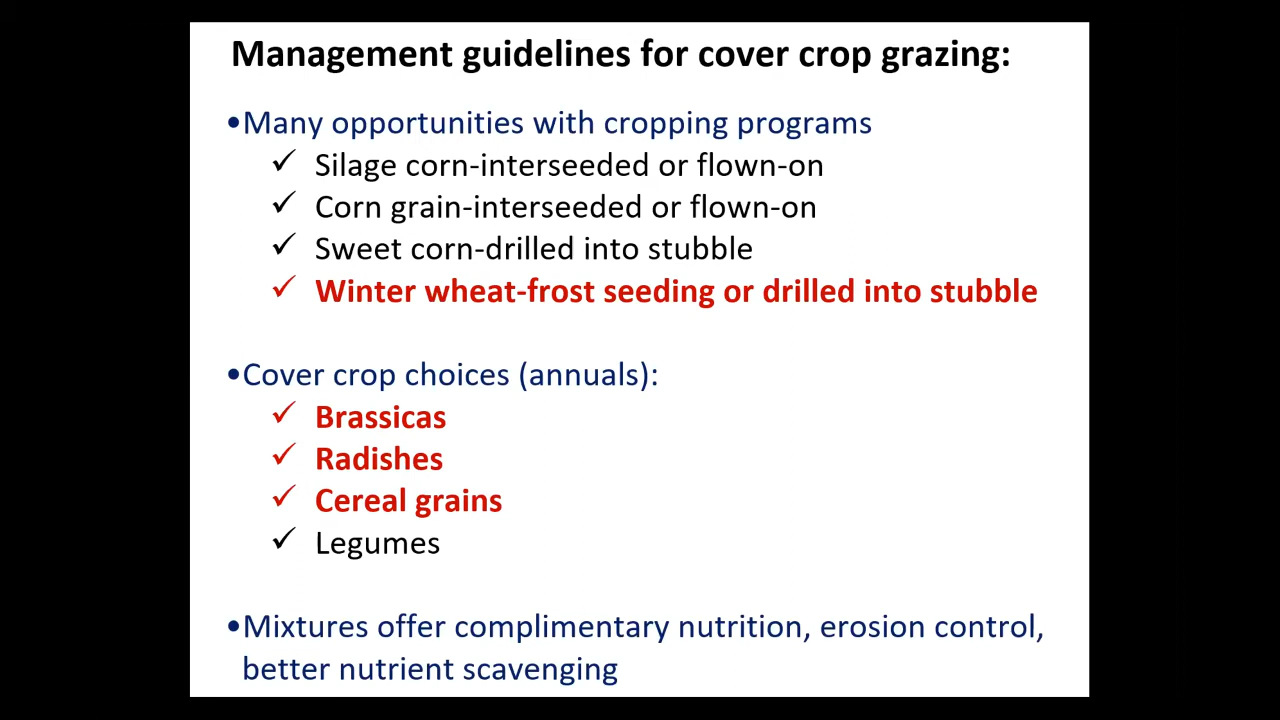 Management guidelines for cover crop grazing:
•Many opportunities with cropping programs
✓ Silage corn-interseeded or flown-on
✓ Corn grain-interseeded or flown-on
✓ Sweet corn-drilled into stubble
✓ Winter wheat-frost seeding or drilled into stubble
•Cover crop choices (annuals):
✓ Brassicas
✓ Radishes
✓ Cereal grains
✓ Legumes
•Mixtures offer complimentary nutrition, erosion control,
better nutrient scavenging